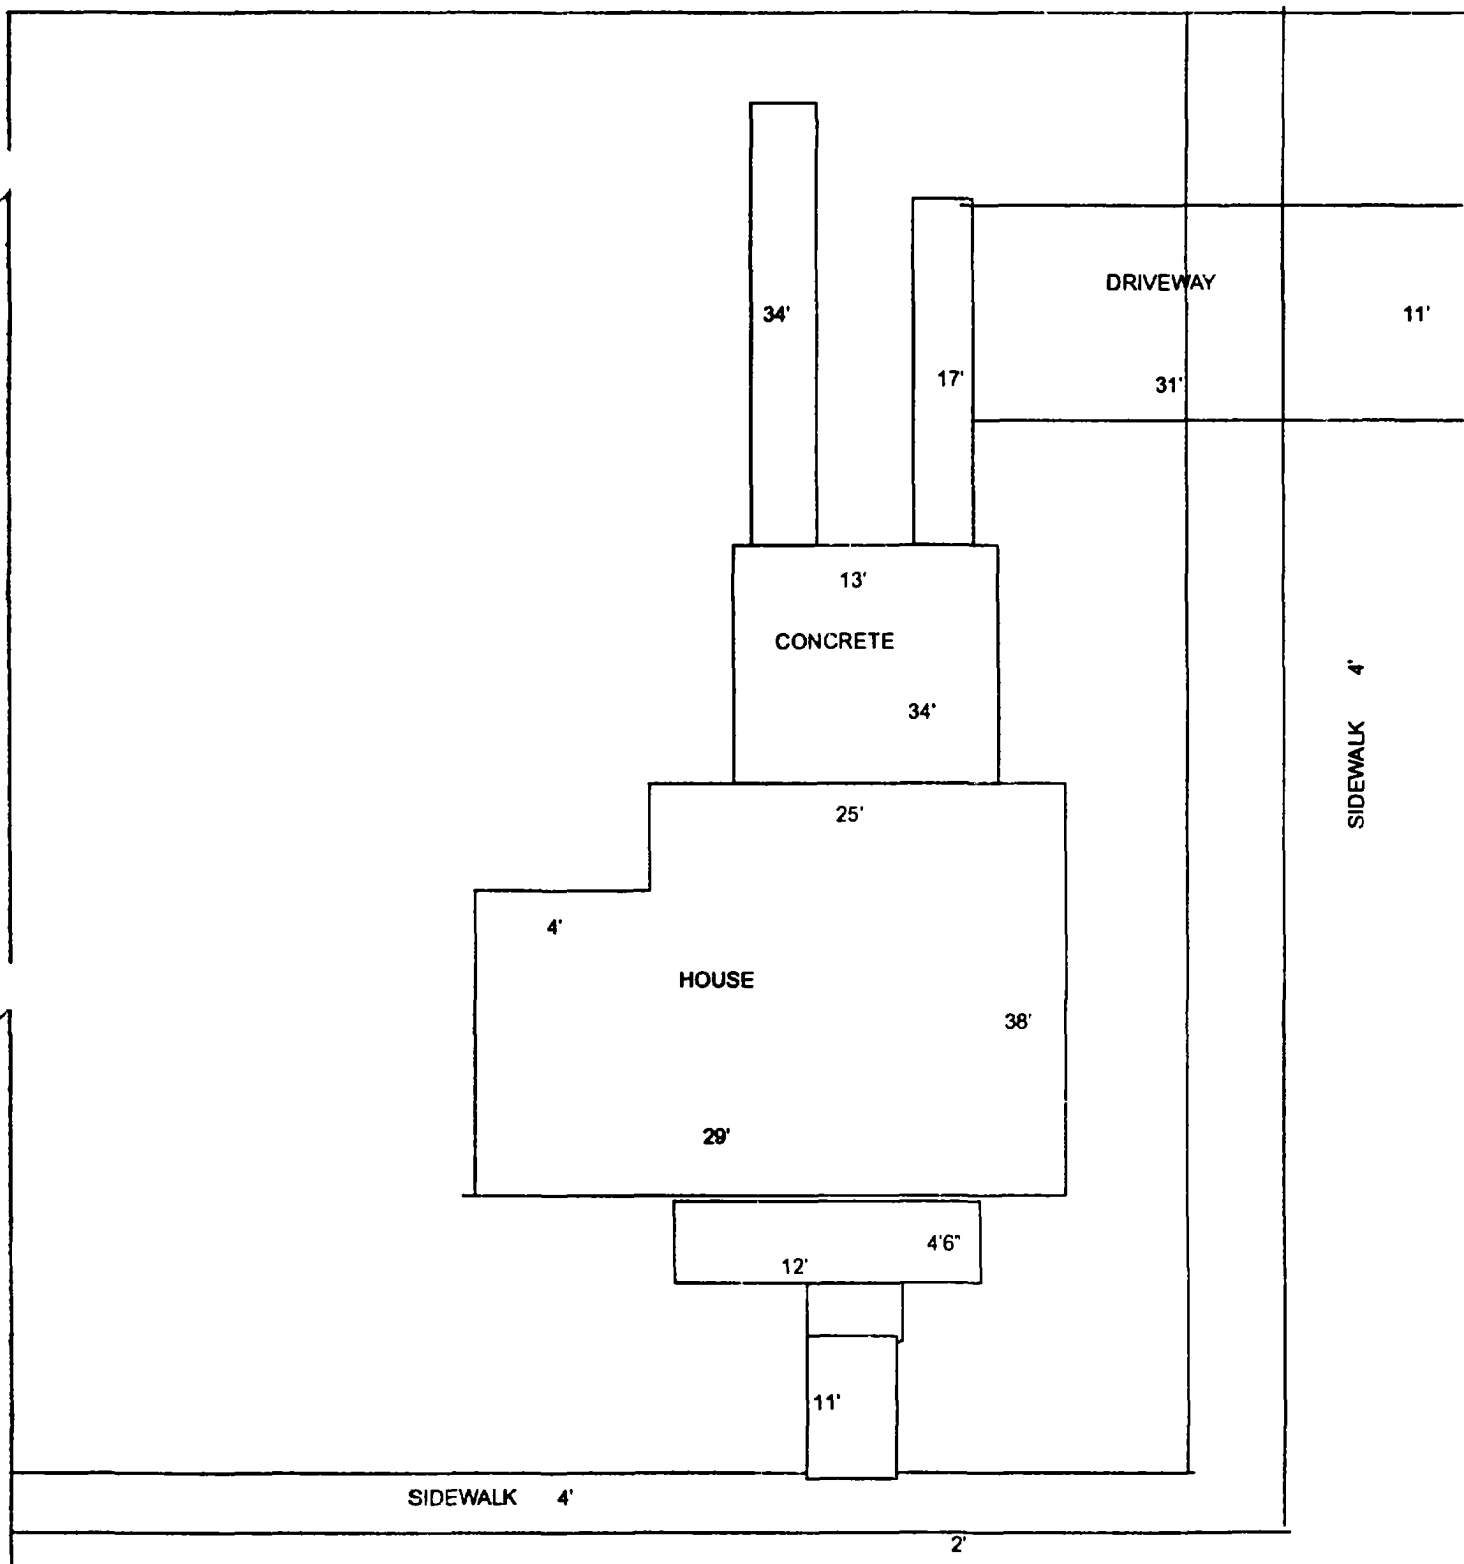 DRIVEWAY
34'
11'
17'
31'
13'
CONCRETE
SIDEWALK 4'
34'
25'
4'
HOUSE
38'
29'
4'6"
12'
11'
SIDEWALK 4'
2'